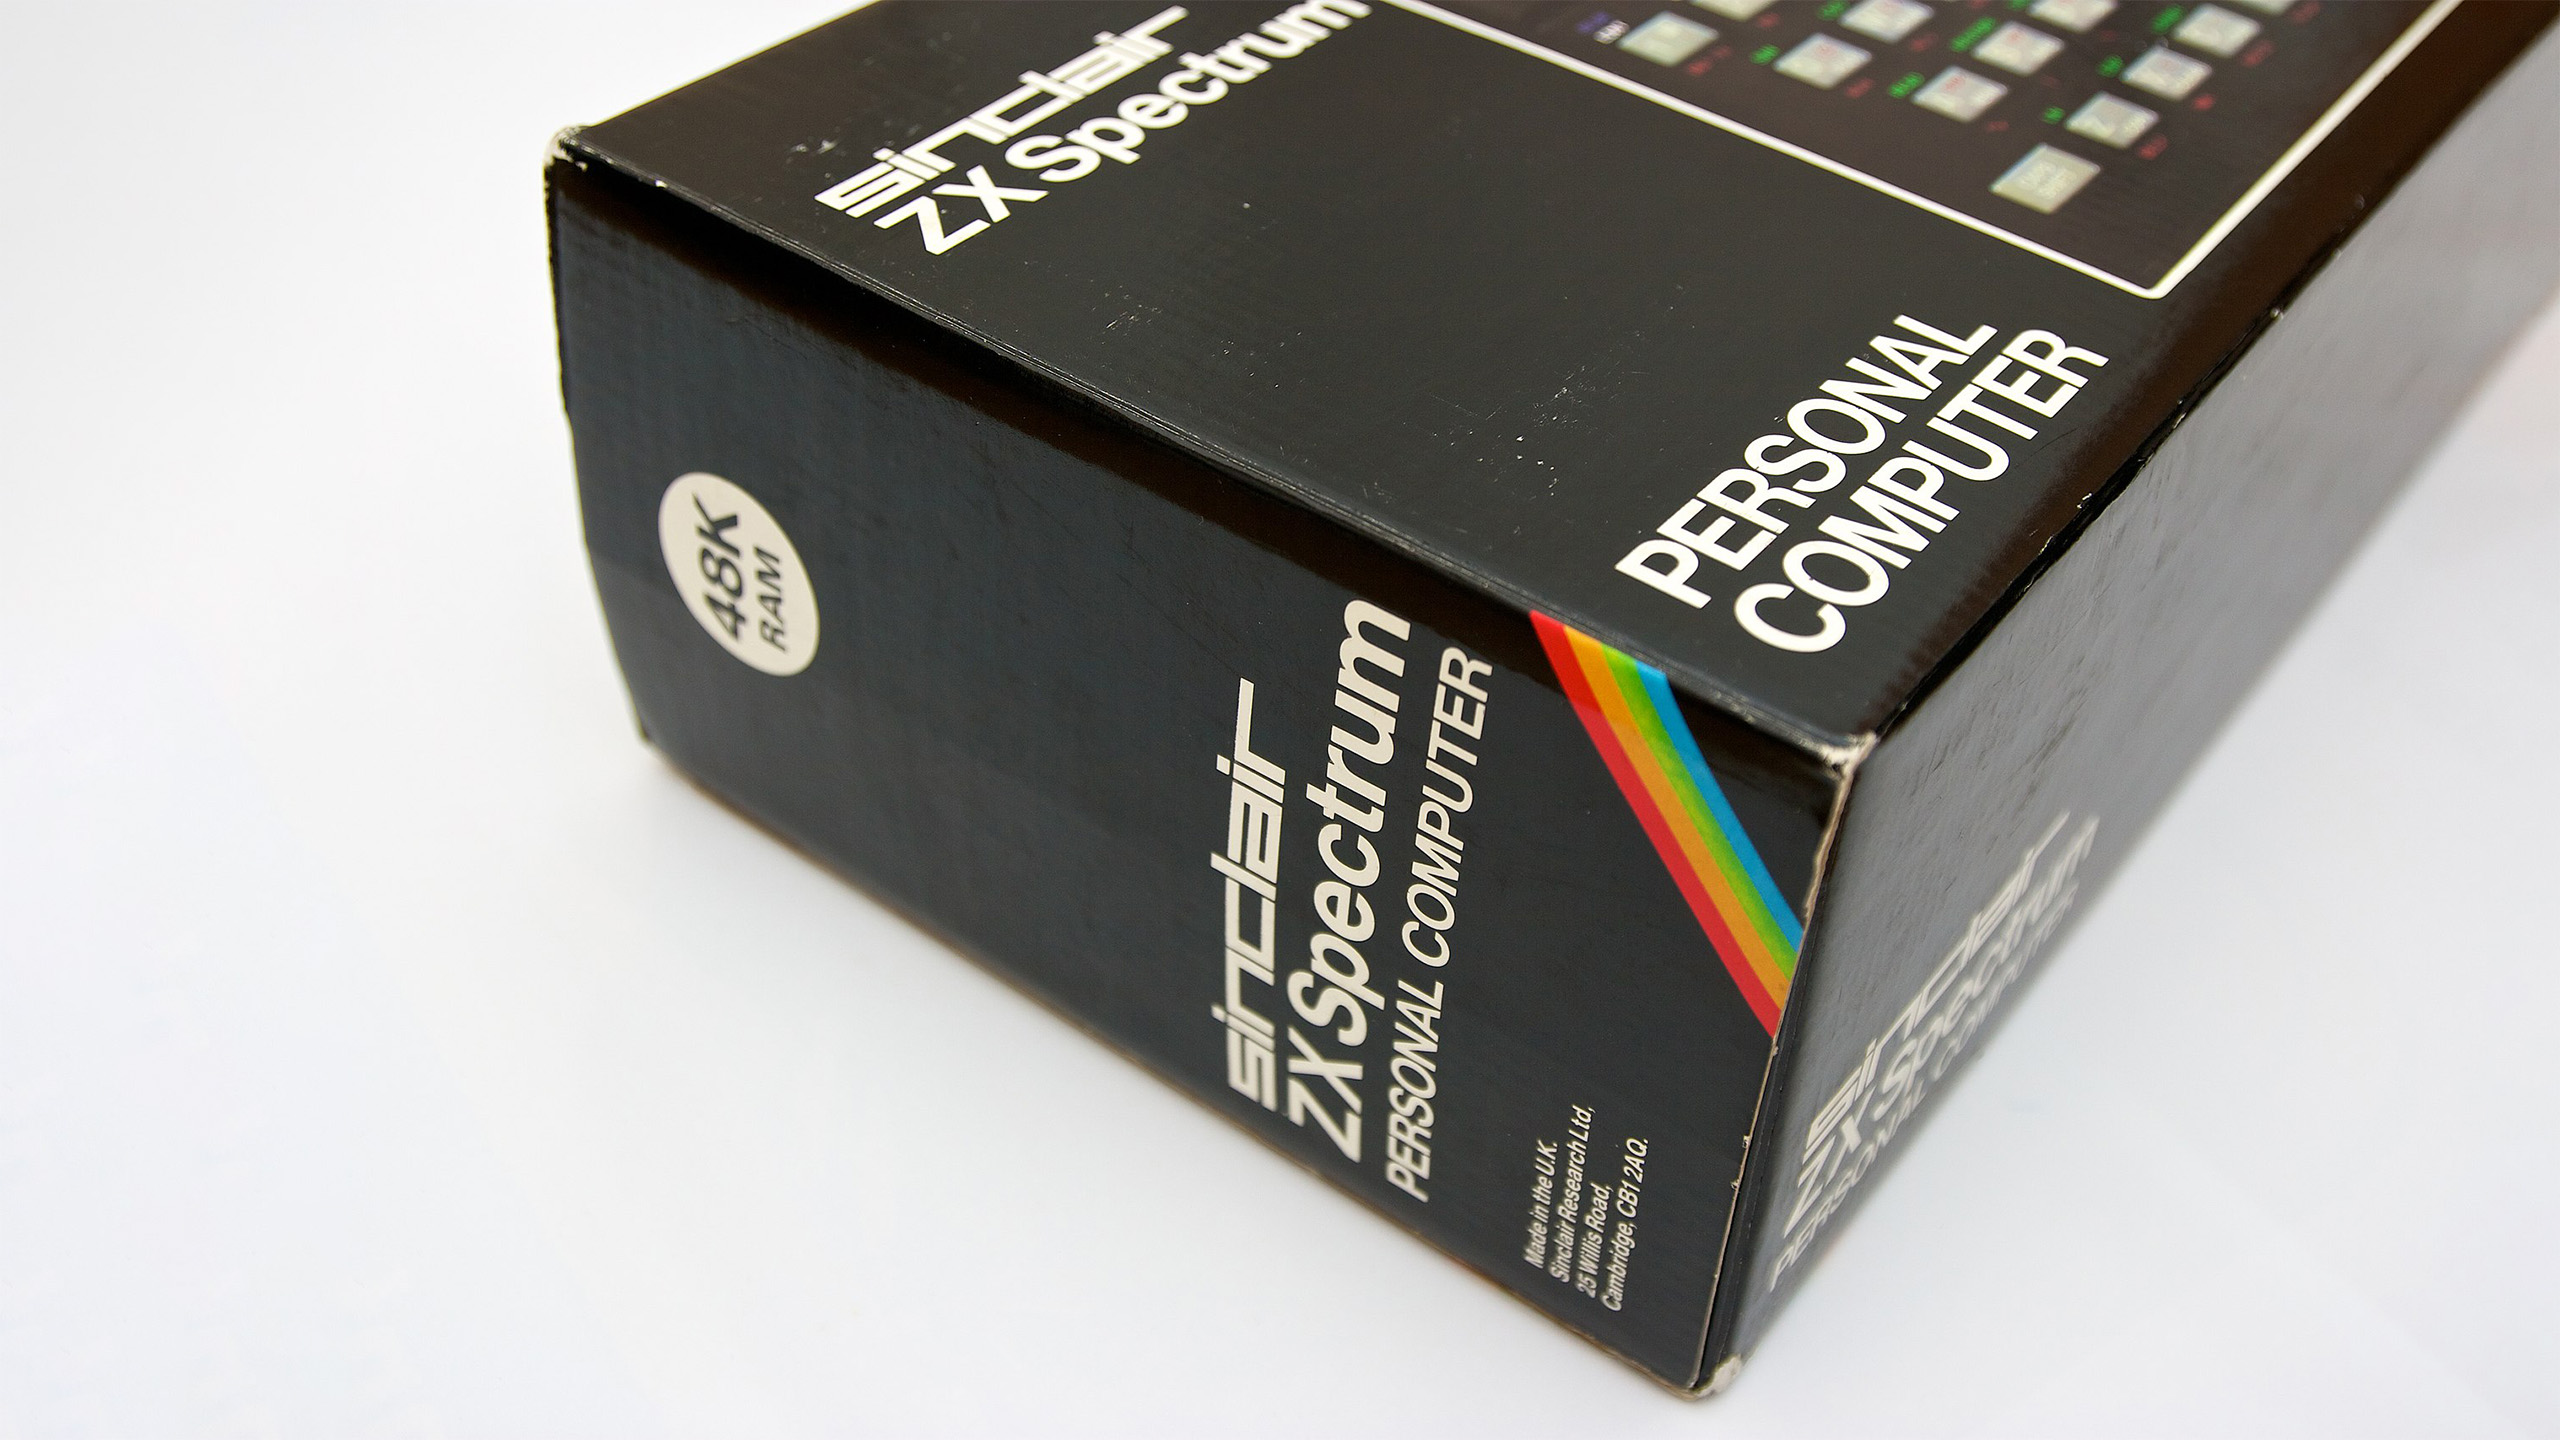 sinclair
ZX Spectrum
PERSONAL
COMPUTER
48K
RAM
sinclair
ZX Spectrum
PERSONAL COMPUTER
Made in the U.K.
Sinclair Research Ltd,
25 Willis Road,
Cambridge, CB1 2AQ.
sinclair
ZX Spectrum
PERSONAL COMPUTER